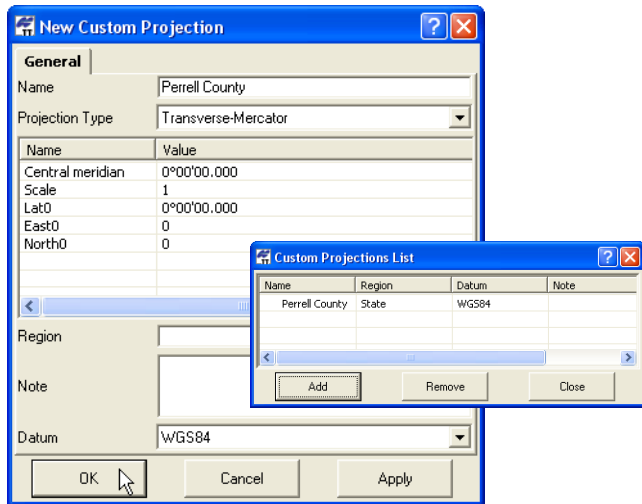 New Custom Projection
General
Name Perrell County
Projection Type Transverse-Mercator
Name Value
Central meridian 0°00'00.000
Scale 1
Lat0 0°00'00.000
East0 0
North0 0
Region
Note
Datum WGS84
OK Cancel Apply
Custom Projections List
Name Region Datum Note
Perrell County State WGS84
Add Remove Close